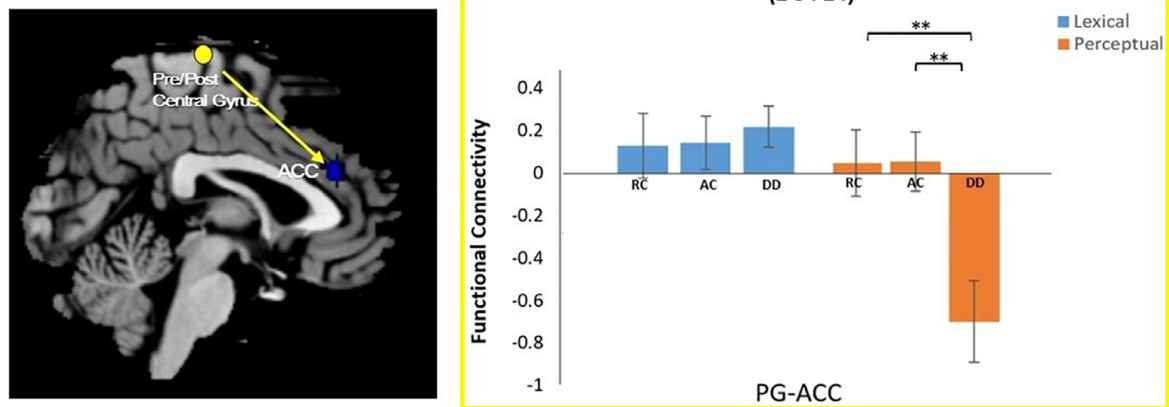 Pre/Post
Central Gyrus
ACC
Lexical
Perceptual
**
**
Functional Connectivity
0.4
0.2
0
-0.2
-0.4
-0.6
-0.8
-1
RC
AC
DD
RC
AC
DD
PG-ACC